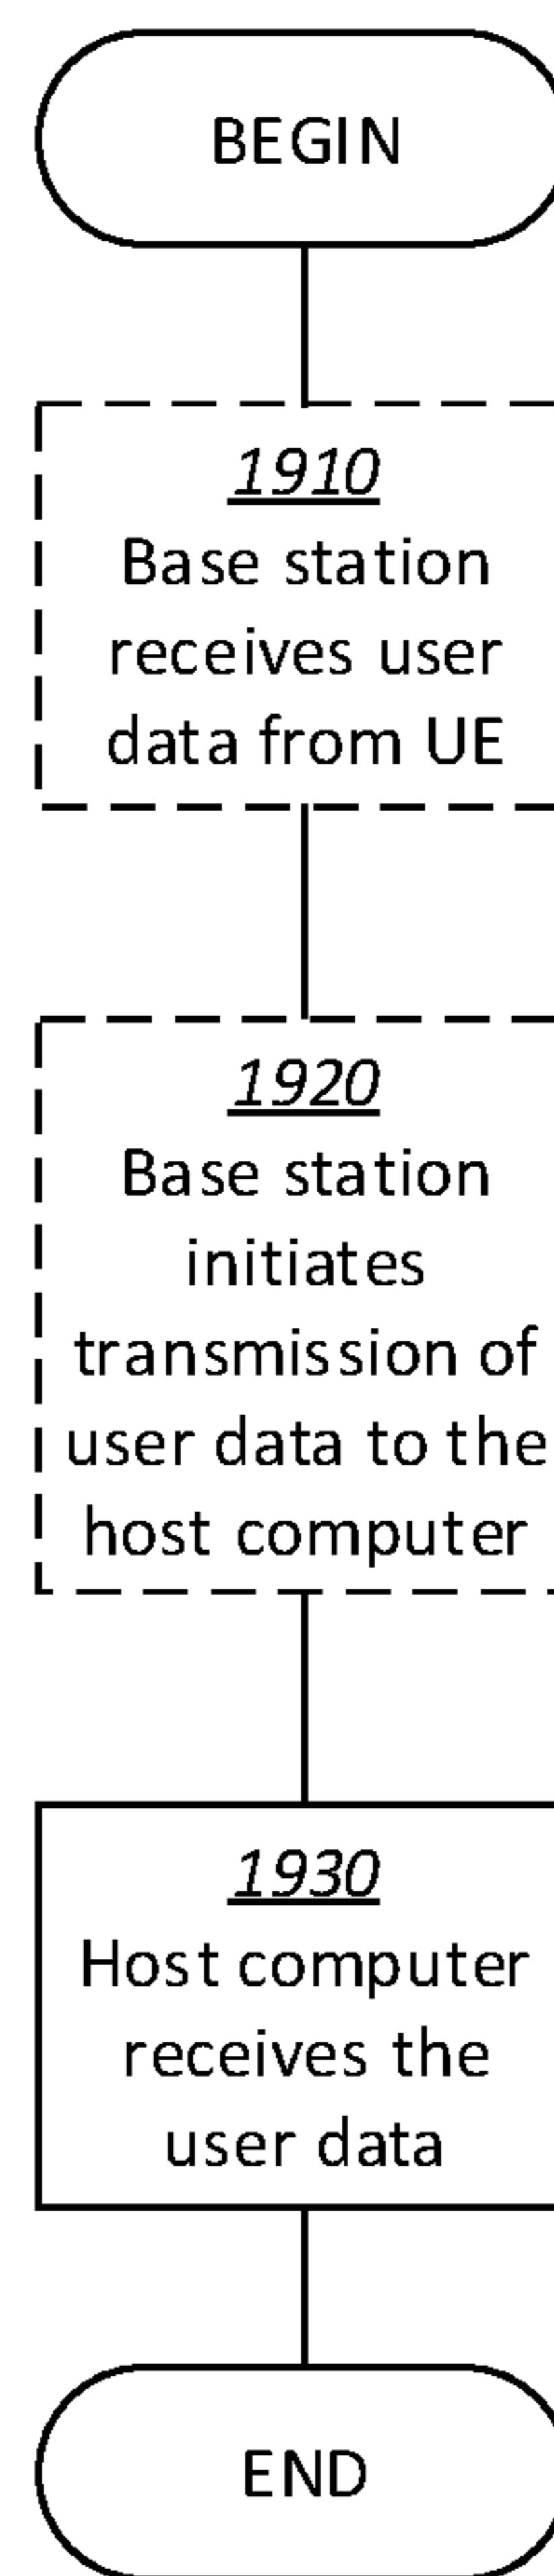 BEGIN
1910
Base station
receives user
data from UE
1920
Base station
initiates
transmission of
user data to the
host computer
1930
Host computer
receives the
user data
END